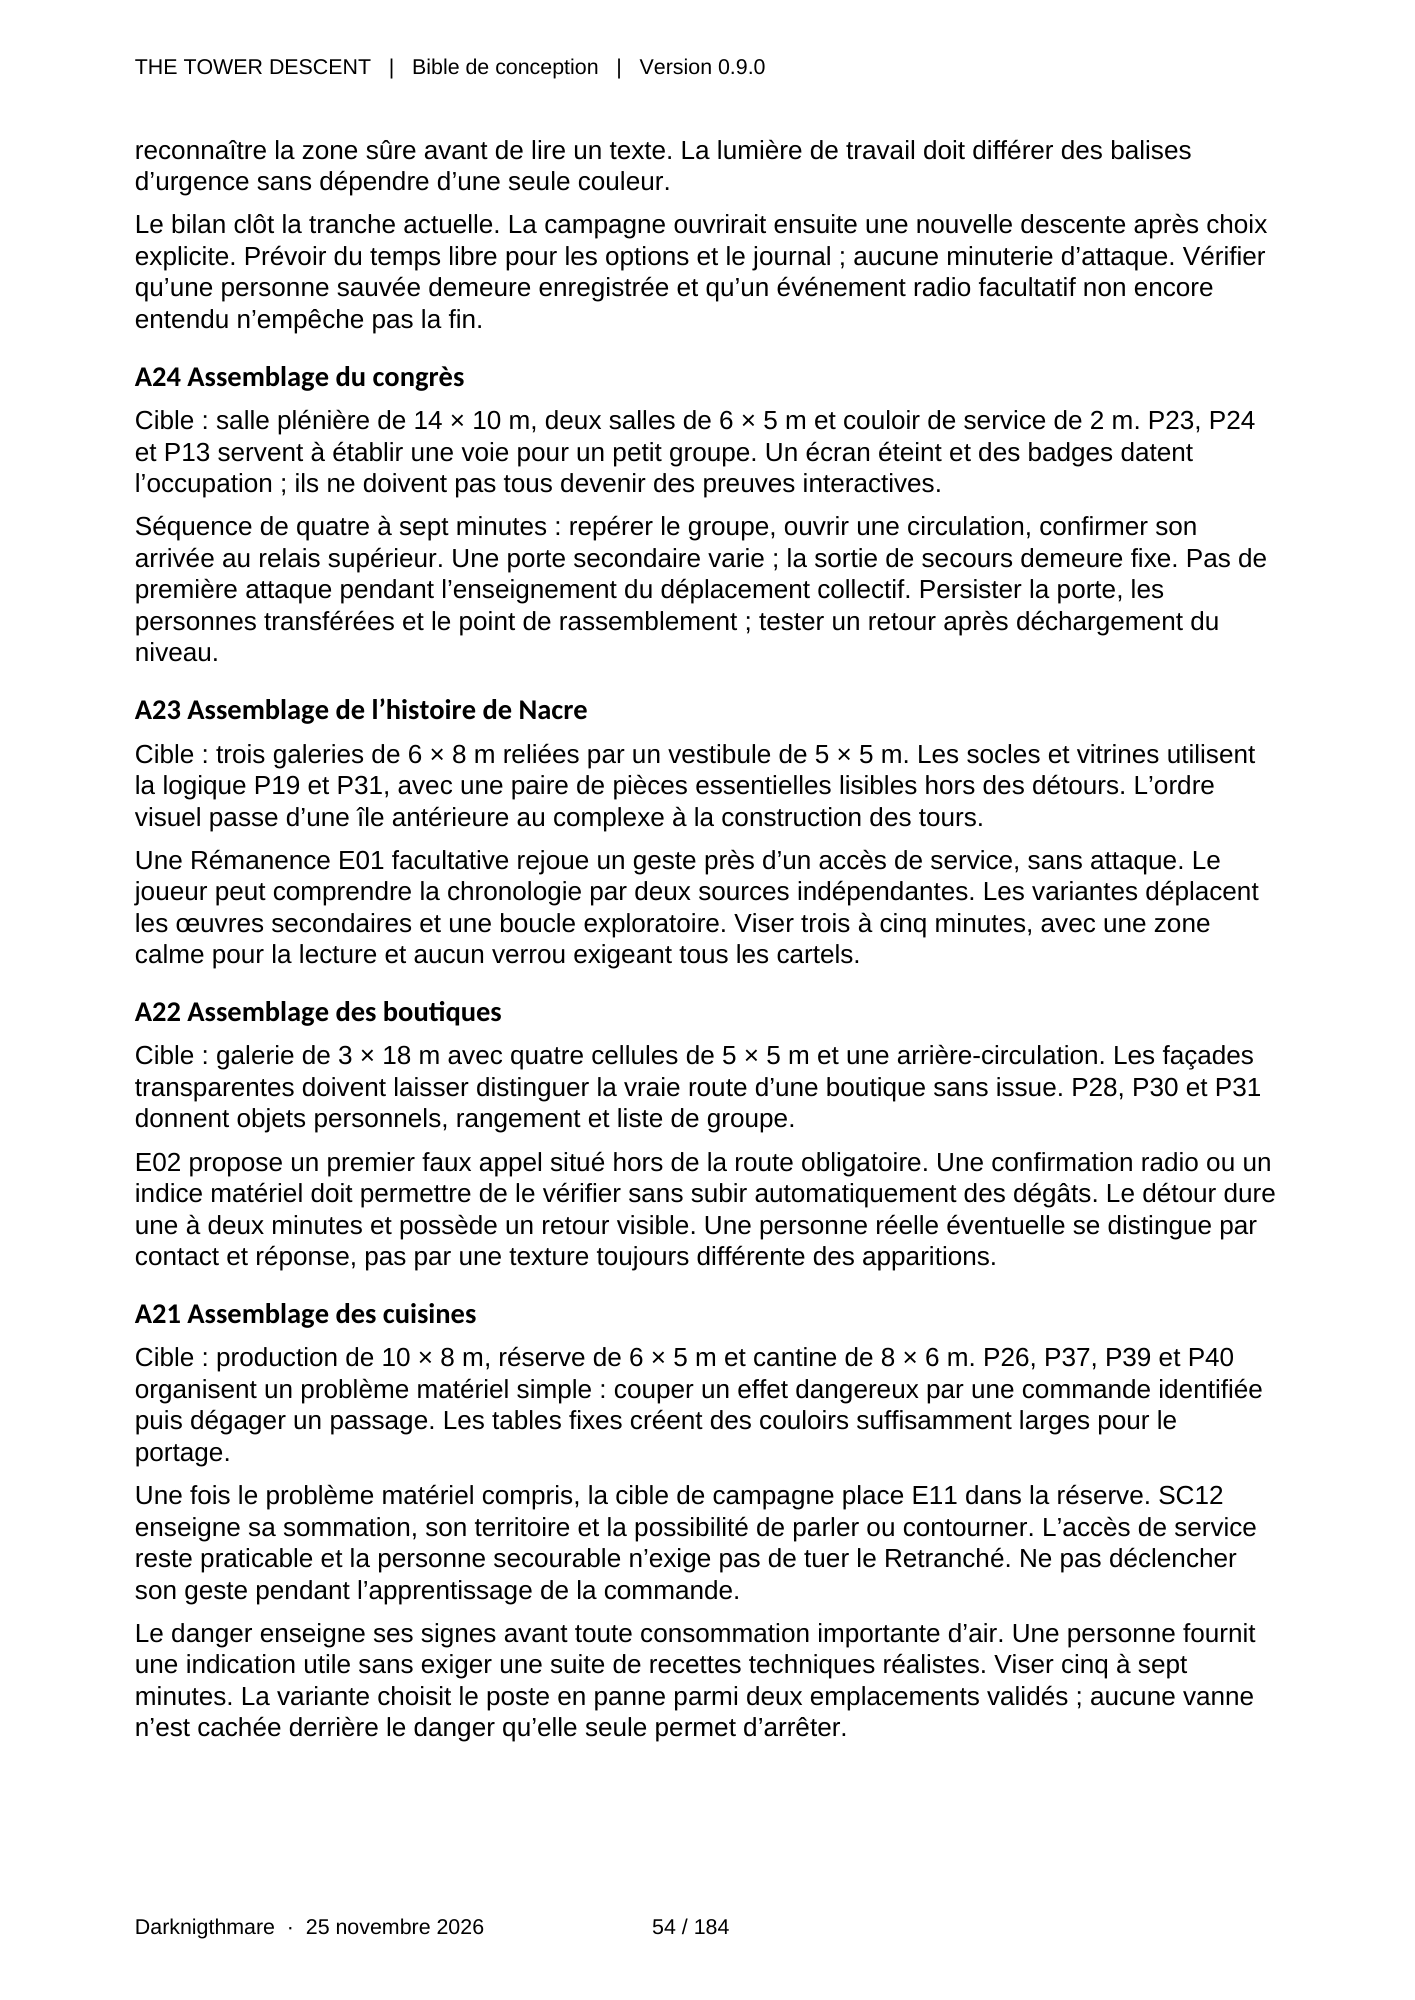 THE TOWER DESCENT | Bible de conception | Version 0.9.0
reconnaître la zone sûre avant de lire un texte. La lumière de travail doit différer des balises
d’urgence sans dépendre d’une seule couleur.
Le bilan clôt la tranche actuelle. La campagne ouvrirait ensuite une nouvelle descente après choix
explicite. Prévoir du temps libre pour les options et le journal ; aucune minuterie d’attaque. Vérifier
qu’une personne sauvée demeure enregistrée et qu’un événement radio facultatif non encore
entendu n’empêche pas la fin.
A24 Assemblage du congrès
Cible : salle plénière de 14 × 10 m, deux salles de 6 × 5 m et couloir de service de 2 m. P23, P24
et P13 servent à établir une voie pour un petit groupe. Un écran éteint et des badges datent
l’occupation ; ils ne doivent pas tous devenir des preuves interactives.
Séquence de quatre à sept minutes : repérer le groupe, ouvrir une circulation, confirmer son
arrivée au relais supérieur. Une porte secondaire varie ; la sortie de secours demeure fixe. Pas de
première attaque pendant l’enseignement du déplacement collectif. Persister la porte, les
personnes transférées et le point de rassemblement ; tester un retour après déchargement du
niveau.
A23 Assemblage de l’histoire de Nacre
Cible : trois galeries de 6 × 8 m reliées par un vestibule de 5 × 5 m. Les socles et vitrines utilisent
la logique P19 et P31, avec une paire de pièces essentielles lisibles hors des détours. L’ordre
visuel passe d’une île antérieure au complexe à la construction des tours.
Une Rémanence E01 facultative rejoue un geste près d’un accès de service, sans attaque. Le
joueur peut comprendre la chronologie par deux sources indépendantes. Les variantes déplacent
les œuvres secondaires et une boucle exploratoire. Viser trois à cinq minutes, avec une zone
calme pour la lecture et aucun verrou exigeant tous les cartels.
A22 Assemblage des boutiques
Cible : galerie de 3 × 18 m avec quatre cellules de 5 × 5 m et une arrière-circulation. Les façades
transparentes doivent laisser distinguer la vraie route d’une boutique sans issue. P28, P30 et P31
donnent objets personnels, rangement et liste de groupe.
E02 propose un premier faux appel situé hors de la route obligatoire. Une confirmation radio ou un
indice matériel doit permettre de le vérifier sans subir automatiquement des dégâts. Le détour dure
une à deux minutes et possède un retour visible. Une personne réelle éventuelle se distingue par
contact et réponse, pas par une texture toujours différente des apparitions.
A21 Assemblage des cuisines
Cible : production de 10 × 8 m, réserve de 6 × 5 m et cantine de 8 × 6 m. P26, P37, P39 et P40
organisent un problème matériel simple : couper un effet dangereux par une commande identifiée
puis dégager un passage. Les tables fixes créent des couloirs suffisamment larges pour le
portage.
Une fois le problème matériel compris, la cible de campagne place E11 dans la réserve. SC12
enseigne sa sommation, son territoire et la possibilité de parler ou contourner. L’accès de service
reste praticable et la personne secourable n’exige pas de tuer le Retranché. Ne pas déclencher
son geste pendant l’apprentissage de la commande.
Le danger enseigne ses signes avant toute consommation importante d’air. Une personne fournit
une indication utile sans exiger une suite de recettes techniques réalistes. Viser cinq à sept
minutes. La variante choisit le poste en panne parmi deux emplacements validés ; aucune vanne
n’est cachée derrière le danger qu’elle seule permet d’arrêter.
Darknigthmare · 25 novembre 2026 54 / 184